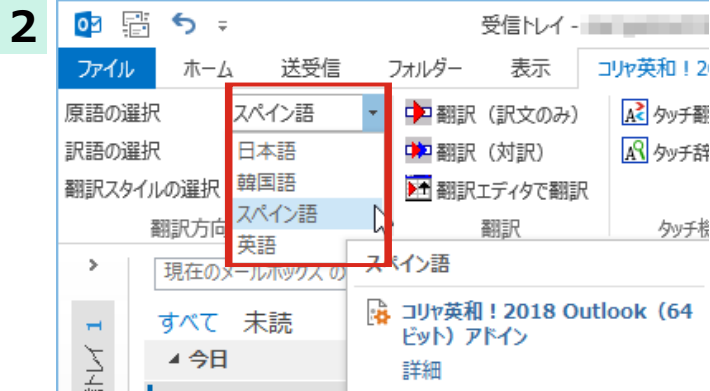 2
受信トレイ -
ファイル ホーム 送受信 フォルダー 表示 コリャ英和！2
原語の選択 スペイン語 翻訳（訳文のみ） タッチ翻
訳語の選択 日本語 翻訳（対訳） タッチ辞
翻訳スタイルの選択 韓国語 翻訳エディタで翻訳
スペイン語
翻訳方向 英語 翻訳 タッチ機
スペイン語
現在のメールボックス の
コリャ英和！2018 Outlook（64
ビット）アドイン
すべて 未読
今日
詳細
トレイ 1